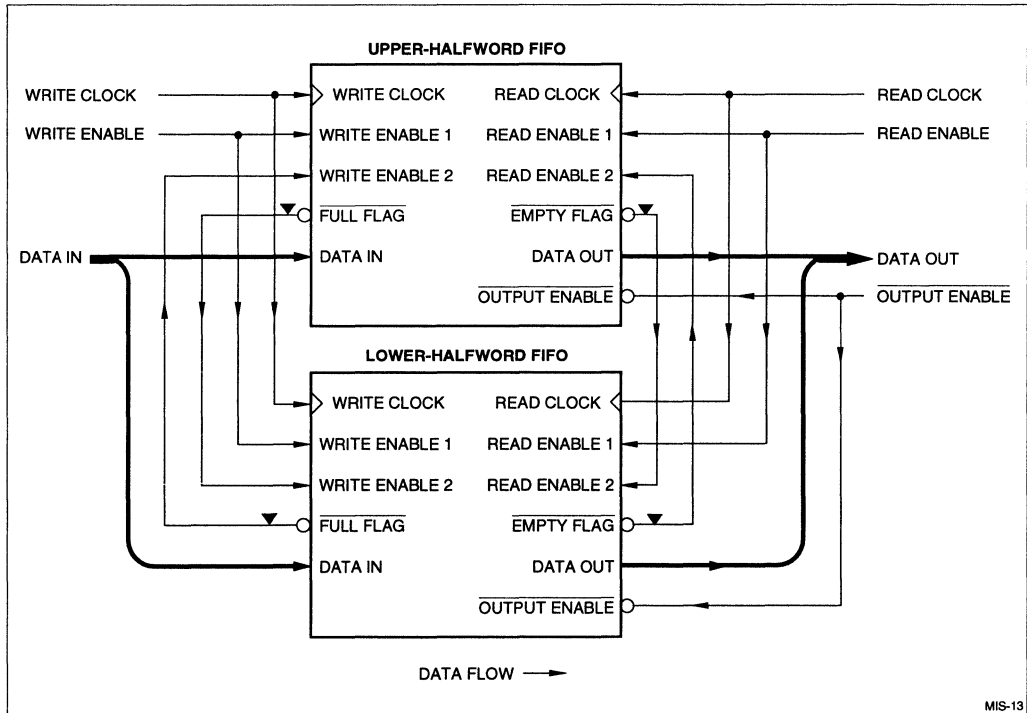 UPPER-HALFWORD FIFO
WRITE CLOCK
WRITE CLOCK
READ CLOCK
READ CLOCK
WRITE ENABLE
WRITE ENABLE 1
READ ENABLE 1
READ ENABLE
WRITE ENABLE 2
READ ENABLE 2
FULL FLAG
EMPTY FLAG
DATA IN
DATA IN
DATA OUT
DATA OUT
OUTPUT ENABLE
OUTPUT ENABLE
LOWER-HALFWORD FIFO
WRITE CLOCK
READ CLOCK
WRITE ENABLE 1
READ ENABLE 1
WRITE ENABLE 2
READ ENABLE 2
FULL FLAG
EMPTY FLAG
DATA IN
DATA OUT
OUTPUT ENABLE
DATA FLOW
MIS-13